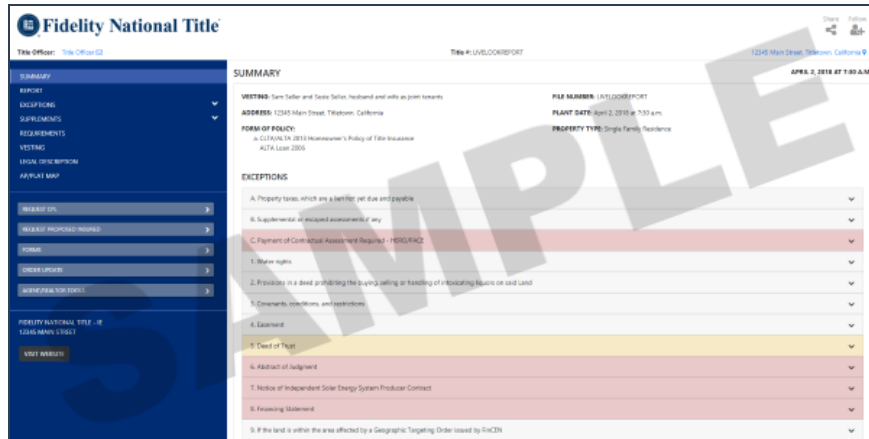 Fidelity National Title
Share Follow
Title Officer: Title Officer
Title #: LIVELOOKREPORT
12345 Main Street, Titletown, California
SUMMARY
REPORT
EXCEPTIONS
SUPPLEMENTS
REQUIREMENTS
VESTING
LEGAL DESCRIPTION
AP/PLAT MAP
REQUEST CPL
REQUEST PROPOSED INSURED
FORMS
ORDER UPDATE
AGENT/REALTOR TOOLS
FIDELITY NATIONAL TITLE - IE
12345 MAIN STREET
VISIT WEBSITE
SUMMARY
APRIL 2, 2018 AT 7:30 A.M
VESTING: Sam Seller and Susie Seller, husband and wife as joint tenants
FILE NUMBER: LIVELOOKREPORT
ADDRESS: 12345 Main Street, Titletown, California
PLANT DATE: April 2, 2018 at 7:30 a.m.
FORM OF POLICY:
PROPERTY TYPE: Single Family Residence
a. CLTA/ALTA 2013 Homeowner's Policy of Title Insurance
ALTA Loan 2006
EXCEPTIONS
A. Property taxes, which are a lien not yet due and payable
B. Supplemental or escaped assessments if any
C. Payment of Contractual Assessment Required - HERO/PACE
1. Water rights
2. Provisions in a deed prohibiting the buying, selling or handling of intoxicating liquors on said Land
3. Covenants, conditions, and restrictions
4. Easement
5. Deed of Trust
6. Abstract of Judgment
7. Notice of Independent Solar Energy System Producer Contract
8. Financing Statement
9. If the land is within the area affected by a Geographic Targeting Order issued by FinCEN
SAMPLE